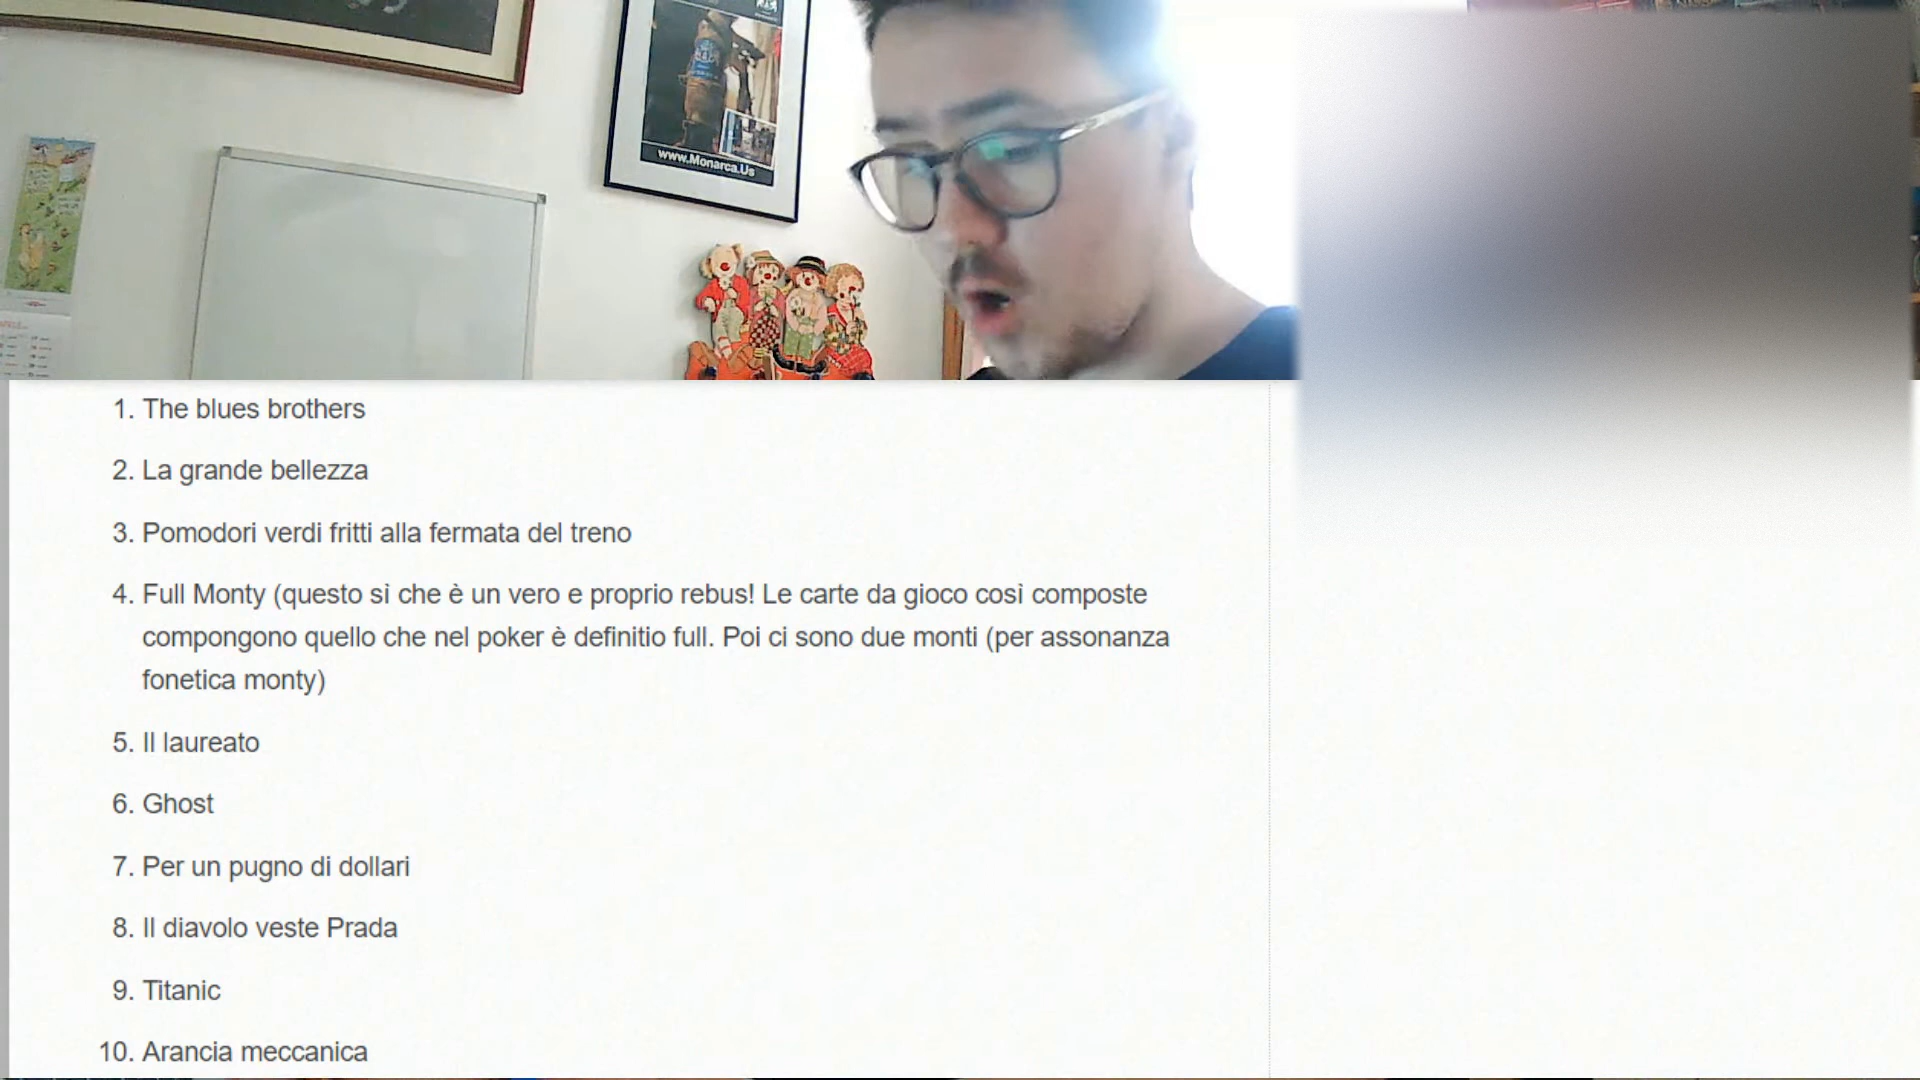 www.Monarca.Us
1. The blues brothers
2. La grande bellezza
3. Pomodori verdi fritti alla fermata del treno
4. Full Monty (questo sì che è un vero e proprio rebus! Le carte da gioco così composte
compongono quello che nel poker è definitio full. Poi ci sono due monti (per assonanza
fonetica monty)
5. Il laureato
6. Ghost
7. Per un pugno di dollari
8. Il diavolo veste Prada
9. Titanic
10. Arancia meccanica